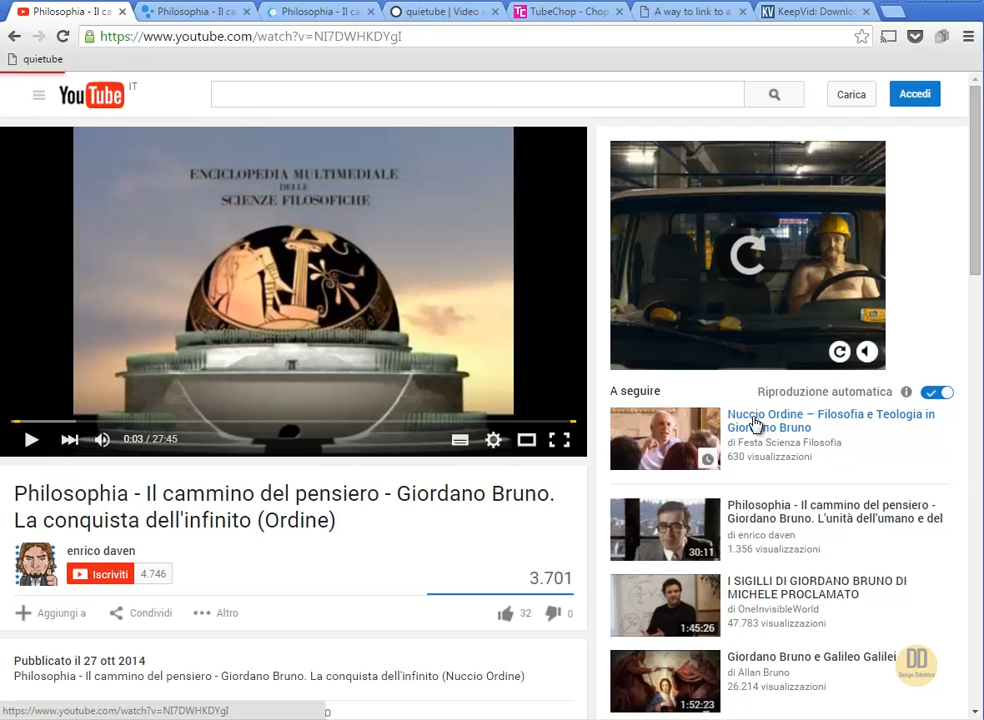 Philosophia - Il ca
Philosophia - Il ca
Philosophia - Il ca
quietube | Video
TubeChop - Chop
A way to link to a
KeepVid: Downloa
https://www.youtube.com/watch?v=NI7DWHKDYgI
quietube
YouTube IT
Carica
Accedi
ENCICLOPEDIA MULTIMEDIALE
DELLE
SCIENZE FILOSOFICHE
0:03 / 27:45
Philosophia - Il cammino del pensiero - Giordano Bruno.
La conquista dell'infinito (Ordine)
enrico daven
Iscriviti 4.746
3.701
Aggiungi a Condividi Altro 32 0
Pubblicato il 27 ott 2014
Philosophia - Il cammino del pensiero - Giordano Bruno. La conquista dell'infinito (Nuccio Ordine)
https://www.youtube.com/watch?v=NI7DWHKDYgI
A seguire Riproduzione automatica
Nuccio Ordine – Filosofia e Teologia in
Giordano Bruno
di Festa Scienza Filosofia
630 visualizzazioni
Philosophia - Il cammino del pensiero -
Giordano Bruno. L'unità dell'umano e del
di enrico daven
1.356 visualizzazioni
30:11
I SIGILLI DI GIORDANO BRUNO DI
MICHELE PROCLAMATO
di OneInvisibleWorld
47.783 visualizzazioni
1:45:26
Giordano Bruno e Galileo Galilei
di Allan Bruno
26.214 visualizzazioni
1:52:23
DD
Design Didattico